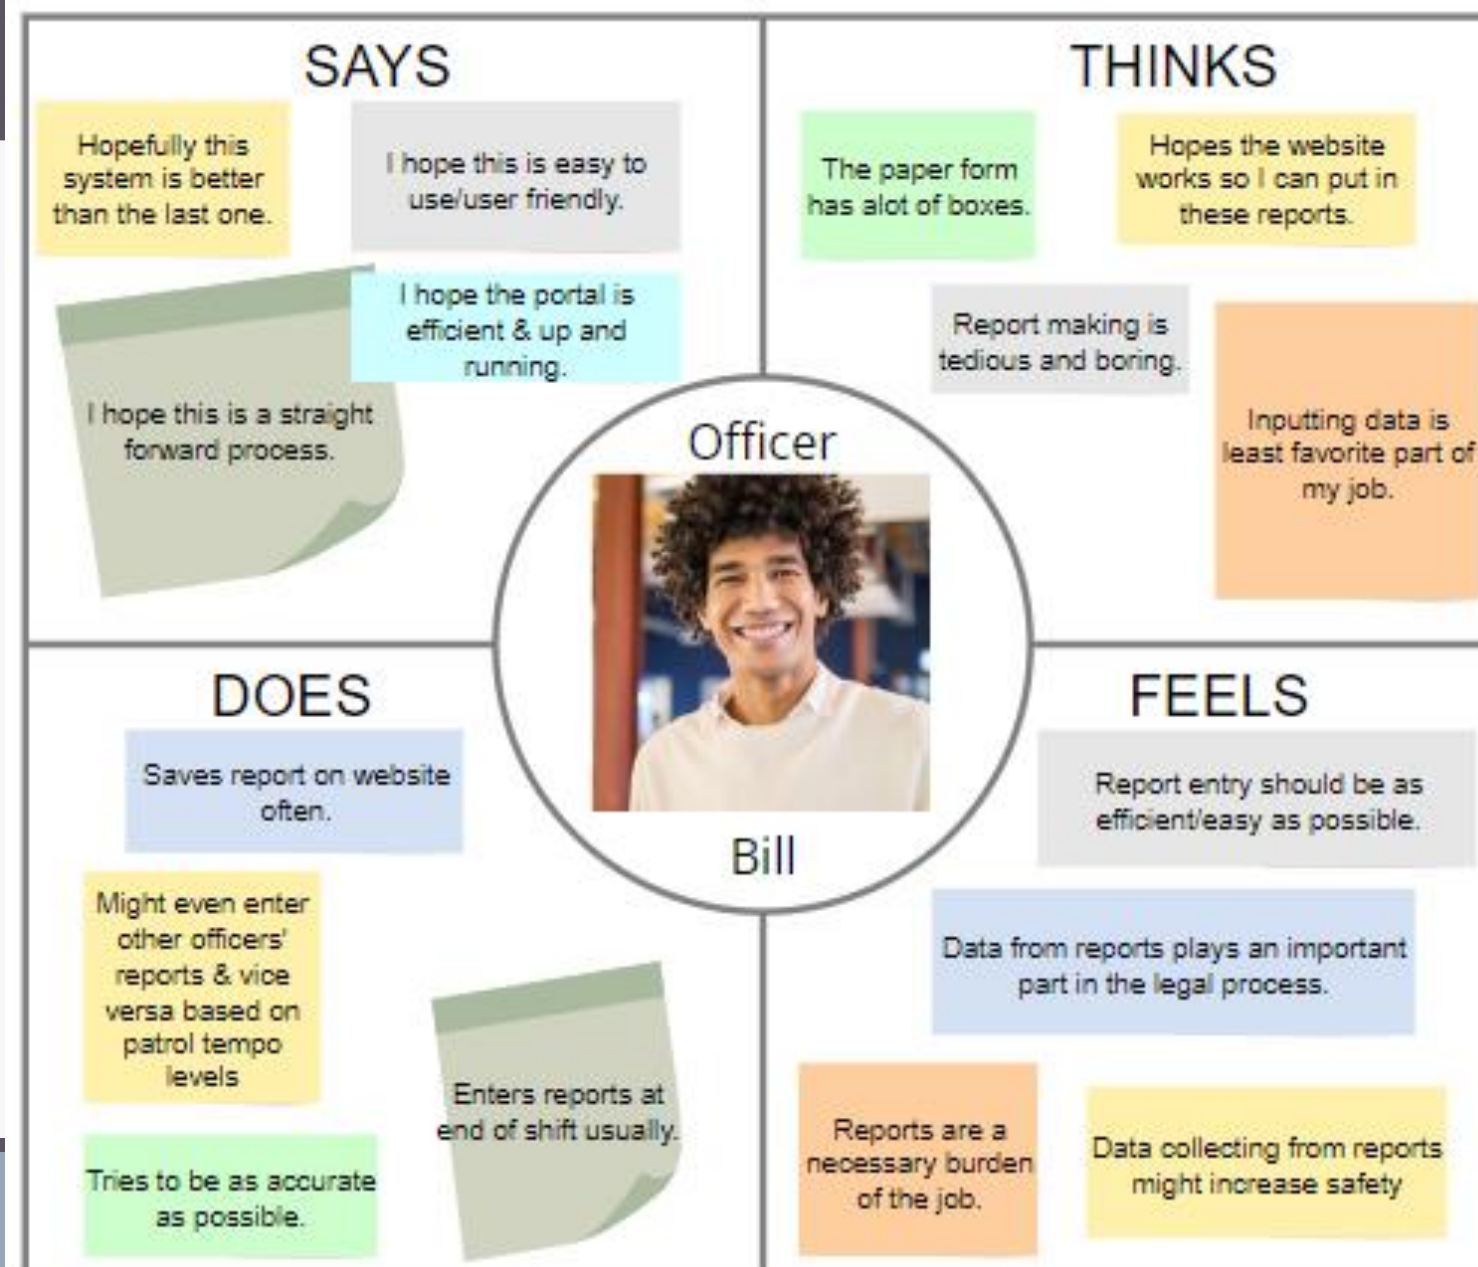 SAYS
Hopefully this
system is better
than the last one.
I hope this is easy to
use/user friendly.
I hope the portal is
efficient & up and
running.
I hope this is a straight
forward process.
THINKS
The paper form
has alot of boxes.
Hopes the website
works so I can put in
these reports.
Report making is
tedious and boring.
Inputting data is
least favorite part of
my job.
Officer
Bill
DOES
Saves report on website
often.
Might even enter
other officers'
reports & vice
versa based on
patrol tempo
levels
Enters reports at
end of shift usually.
Tries to be as accurate
as possible.
FEELS
Report entry should be as
efficient/easy as possible.
Data from reports plays an important
part in the legal process.
Reports are a
necessary burden
of the job.
Data collecting from reports
might increase safety